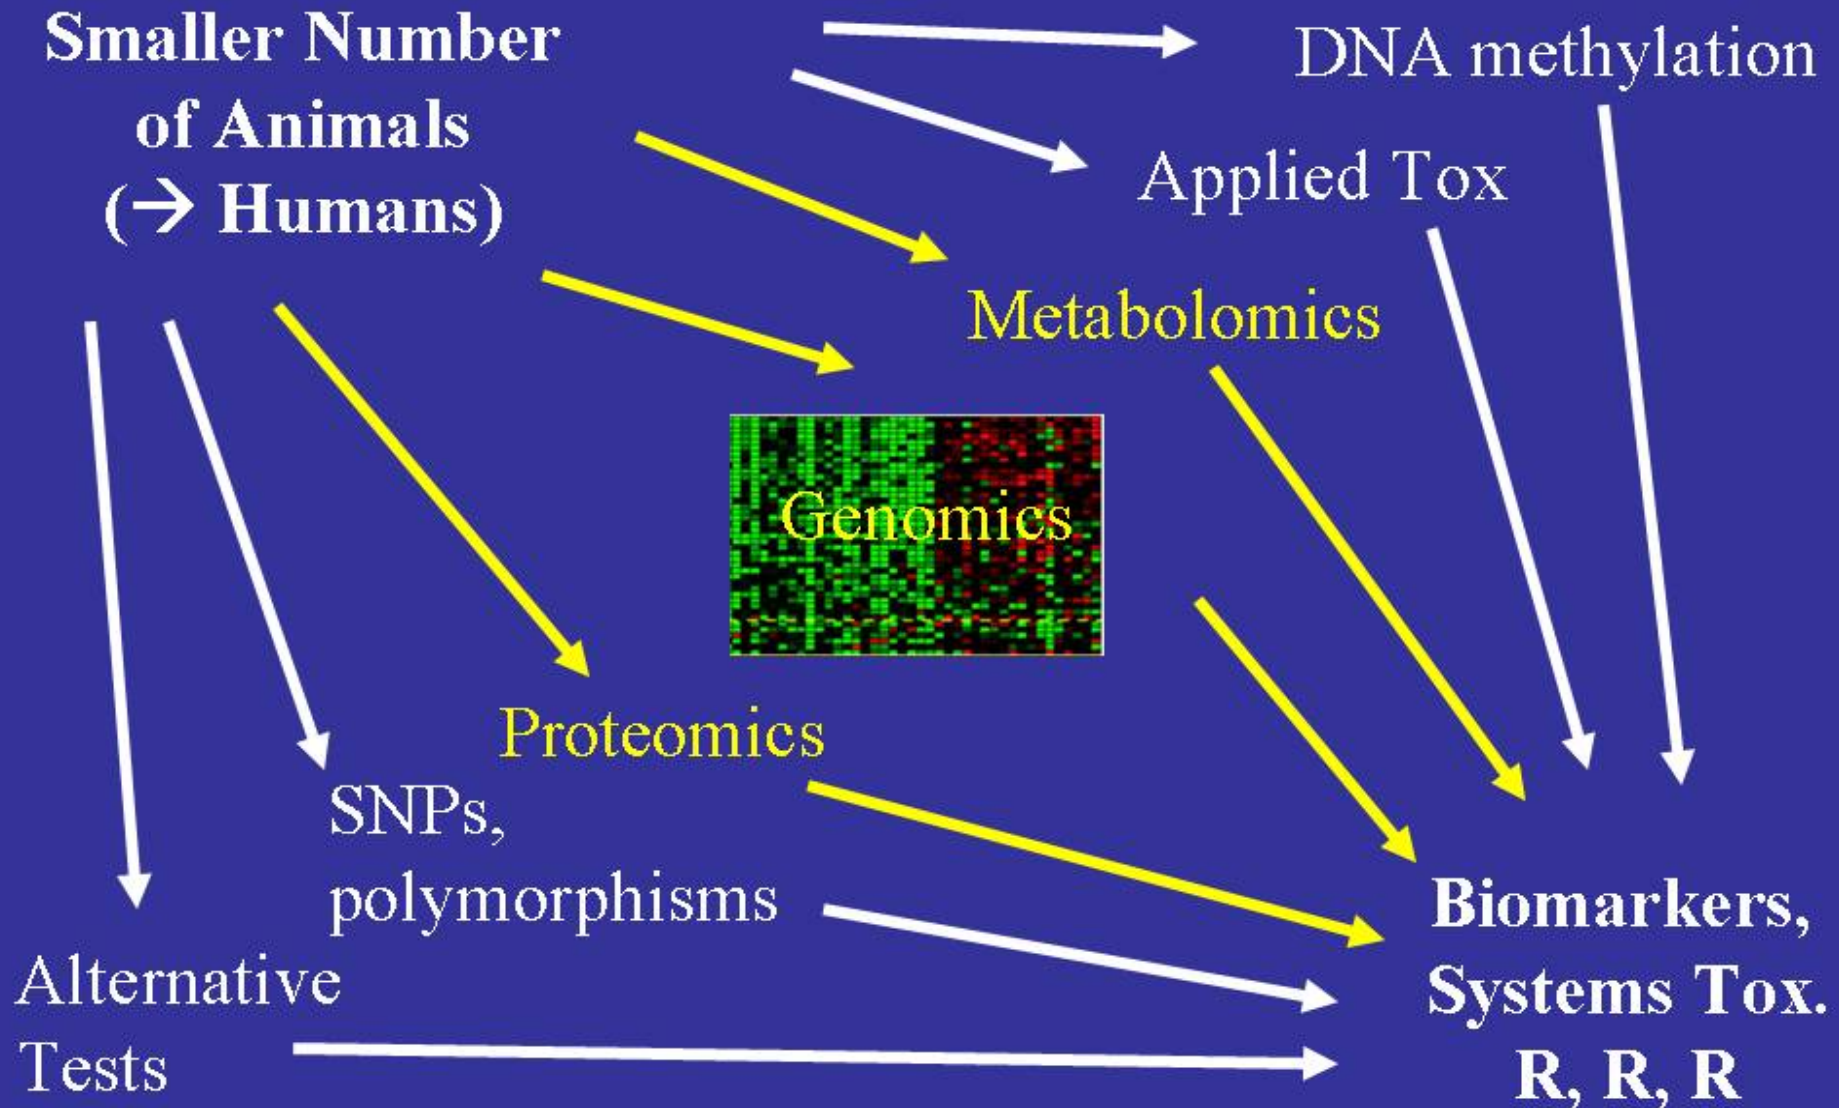 Smaller Number
of Animals
(→ Humans)
DNA methylation
Applied Tox
Metabolomics
Genomics
Proteomics
SNPs,
polymorphisms
Alternative
Tests
Biomarkers,
Systems Tox.
R, R, R